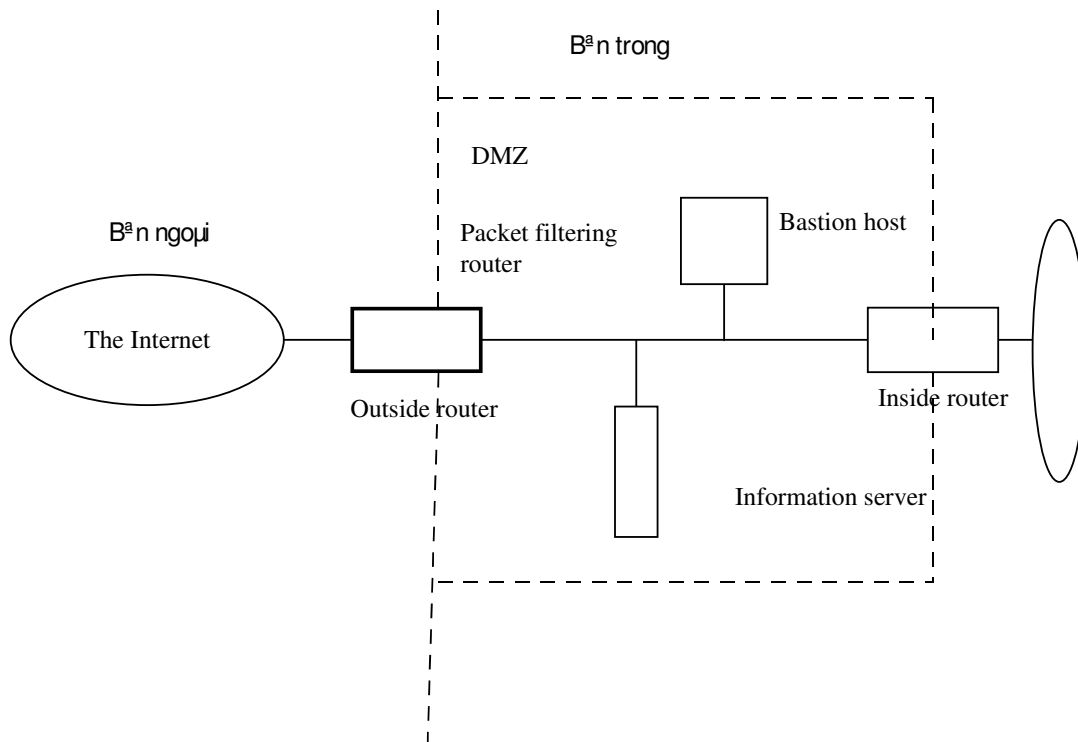 Bªn trong
DMZ
Bªn ngoµi
Packet filtering
router
Bastion host
The Internet
Outside router
Inside router
Information server